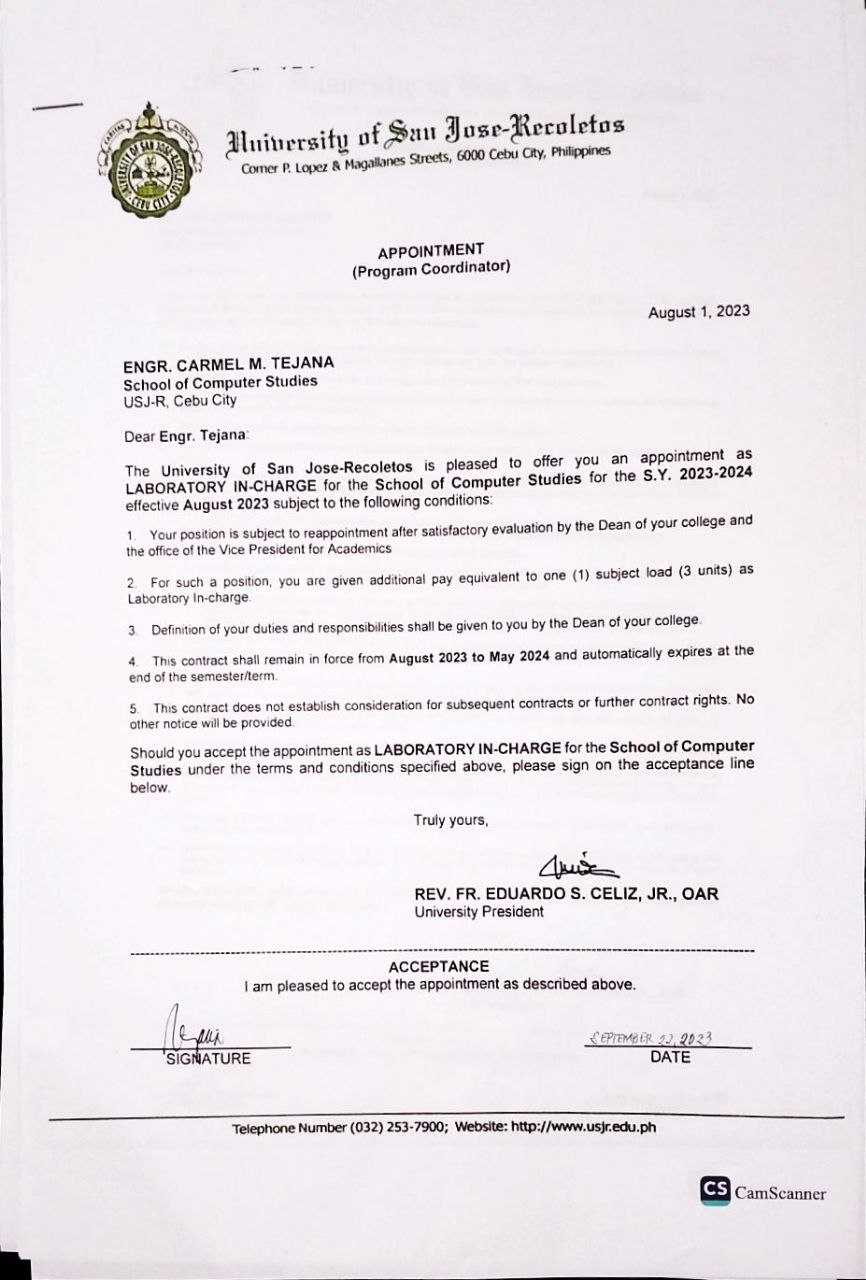 University of San Jose-Recoletos
Corner P. Lopez & Magallanes Streets, 6000 Cebu City, Philippines
UNIVERSITY OF SAN JOSE-RECOLETOS
CEBU CITY
APPOINTMENT
(Program Coordinator)
August 1, 2023
ENGR. CARMEL M. TEJANA
School of Computer Studies
USJ-R, Cebu City
Dear Engr. Tejana:
The University of San Jose-Recoletos is pleased to offer you an appointment as
LABORATORY IN-CHARGE for the School of Computer Studies for the S.Y. 2023-2024
effective August 2023 subject to the following conditions:
1. Your position is subject to reappointment after satisfactory evaluation by the Dean of your college and
the office of the Vice President for Academics
2. For such a position, you are given additional pay equivalent to one (1) subject load (3 units) as
Laboratory In-charge.
3. Definition of your duties and responsibilities shall be given to you by the Dean of your college.
4. This contract shall remain in force from August 2023 to May 2024 and automatically expires at the
end of the semester/term.
5. This contract does not establish consideration for subsequent contracts or further contract rights. No
other notice will be provided.
Should you accept the appointment as LABORATORY IN-CHARGE for the School of Computer
Studies under the terms and conditions specified above, please sign on the acceptance line
below.
Truly yours,
REV. FR. EDUARDO S. CELIZ, JR., OAR
University President
ACCEPTANCE
I am pleased to accept the appointment as described above.
SEPTEMBER 22, 2023
SIGNATURE
DATE
Telephone Number (032) 253-7900; Website: http://www.usjr.edu.ph
CS CamScanner